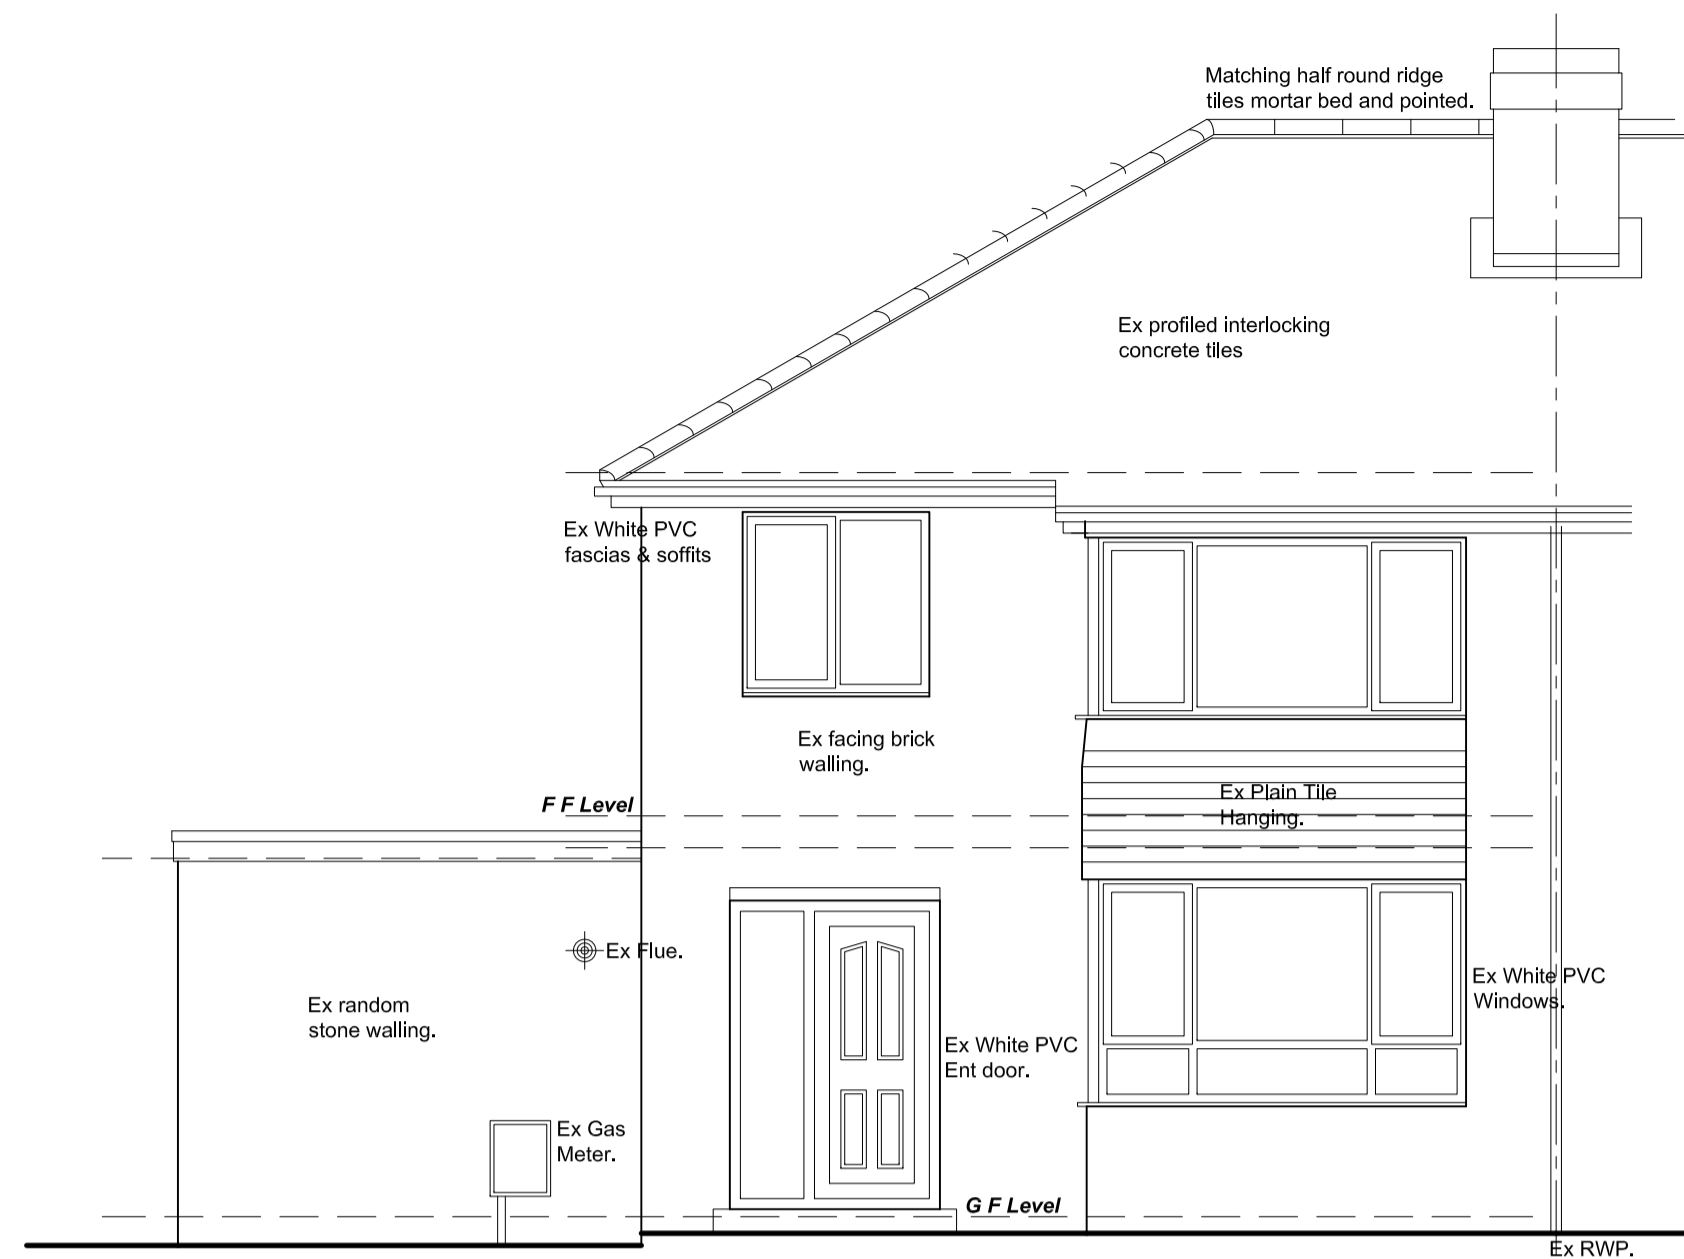 Matching half round ridge
tiles mortar bed and pointed.
Ex profiled interlocking
concrete tiles
Ex White PVC
fascias & soffits
Ex facing brick
walling.
F F Level
Ex Plain Tile
Hanging.
Ex Flue.
Ex random
stone walling.
Ex White PVC
Windows.
Ex White PVC
Ent door.
Ex Gas
Meter.
G F Level
Ex RWP.